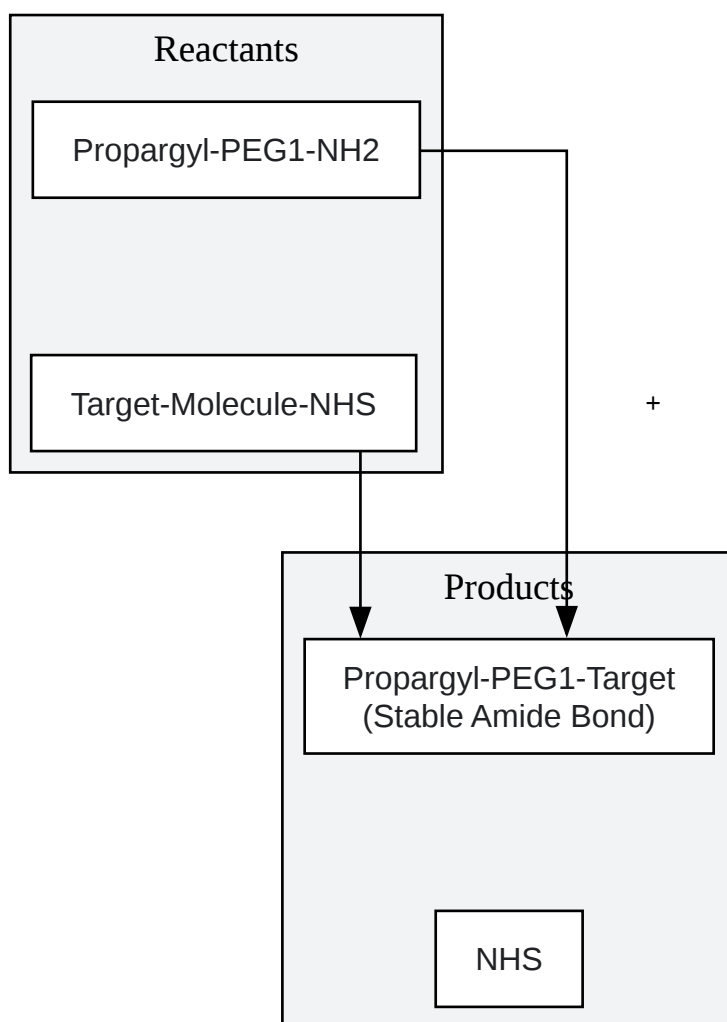 Reactants
Propargyl-PEG1-NH2
Target-Molecule-NHS
+
Products
Propargyl-PEG1-Target
(Stable Amide Bond)
NHS